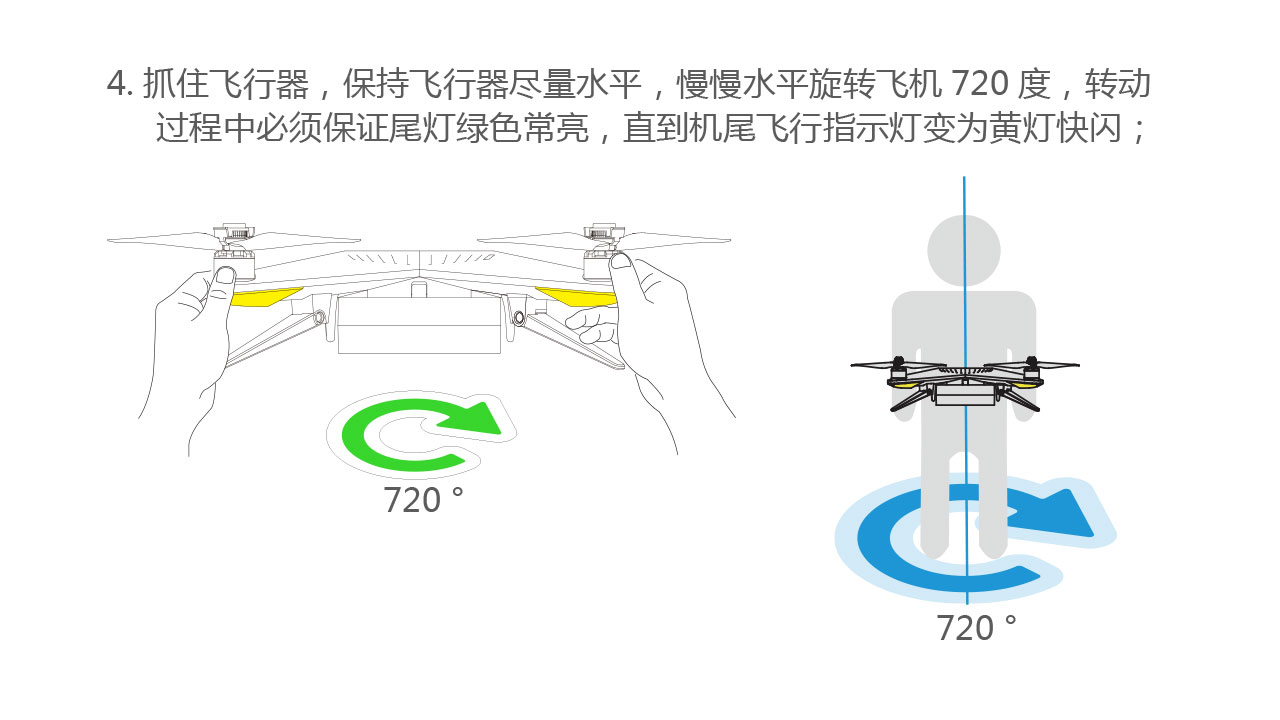 4. 抓住飞行器，保持飞行器尽量水平，慢慢水平旋转飞机 720 度，转动
过程中必须保证尾灯绿色常亮，直到机尾飞行指示灯变为黄灯快闪；
720 °
720 °